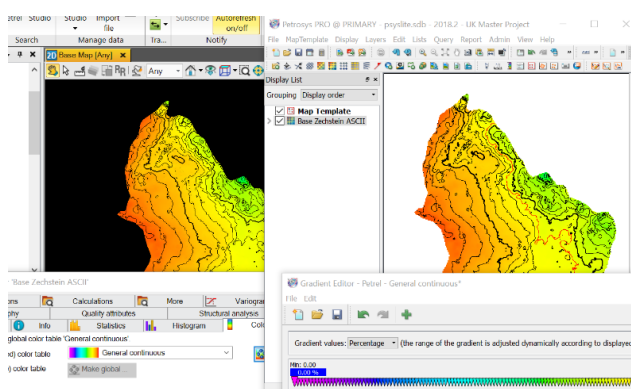 etrel Studio
Studio
Import file
Subscribe
Autorefresh on/off
Search
Manage data
Tra...
Notify
2D Base Map [Any]
Any
'Base Zechstein ASCII'
Calculations
More
Quality attributes
Structural analysis
Info
Statistics
Histogram
global color table 'General continuous'
color table
General continuous
color table
Make global ...
Petrosys PRO @ PRIMARY - psyslite.sdb - 2018.2 - UK Master Project
File MapTemplate Display Layers Edit Lists Query Report Admin View Help
Display List
Grouping Display order
Map Template
Base Zechstein ASCII
Gradient Editor - Petrel - General continuous*
File Edit
Gradient values: Percentage (the range of the gradient is adjusted dynamically according to displayed
Min: 0.00
0.00 %